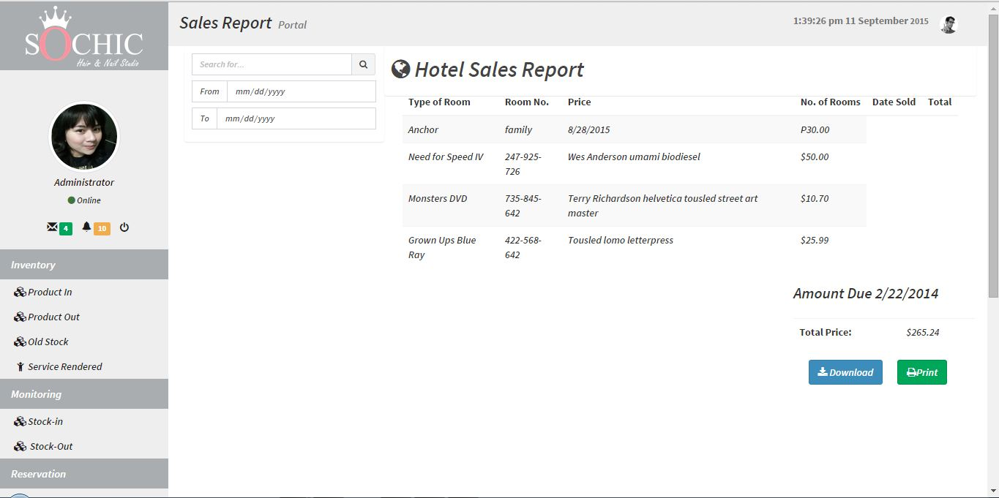 SOCHIC
Hair & Nail Studio
Administrator
Online
4 10
Inventory
Product In
Product Out
Old Stock
Service Rendered
Monitoring
Stock-in
Stock-Out
Reservation
Sales Report Portal
1:39:26 pm 11 September 2015
Search for...
From mm/dd/yyyy
To mm/dd/yyyy
Hotel Sales Report
Type of Room Room No. Price No. of Rooms Date Sold Total
Anchor family 8/28/2015 P30.00
Need for Speed IV 247-925- Wes Anderson umami biodiesel $50.00
726
Monsters DVD 735-845- Terry Richardson helvetica tousled street art $10.70
642 master
Grown Ups Blue 422-568- Tousled lomo letterpress $25.99
Ray 642
Amount Due 2/22/2014
Total Price: $265.24
Download Print